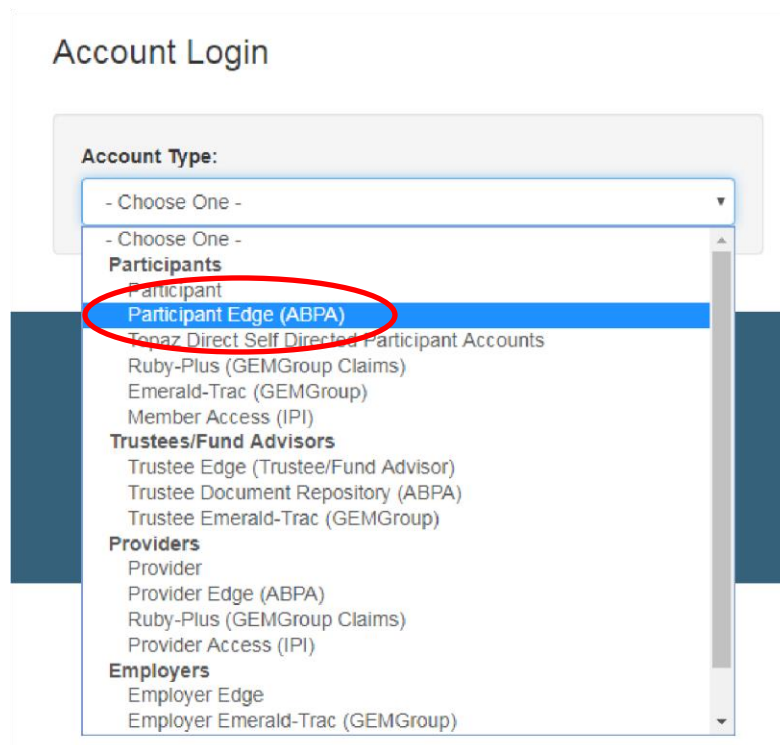 Account Login
Account Type:
- Choose One -
- Choose One -
Participants
Participant
Participant Edge (ABPA)
Topaz Direct Self Directed Participant Accounts
Ruby-Plus (GEMGroup Claims)
Emerald-Trac (GEMGroup)
Member Access (IPI)
Trustees/Fund Advisors
Trustee Edge (Trustee/Fund Advisor)
Trustee Document Repository (ABPA)
Trustee Emerald-Trac (GEMGroup)
Providers
Provider
Provider Edge (ABPA)
Ruby-Plus (GEMGroup Claims)
Provider Access (IPI)
Employers
Employer Edge
Employer Emerald-Trac (GEMGroup)